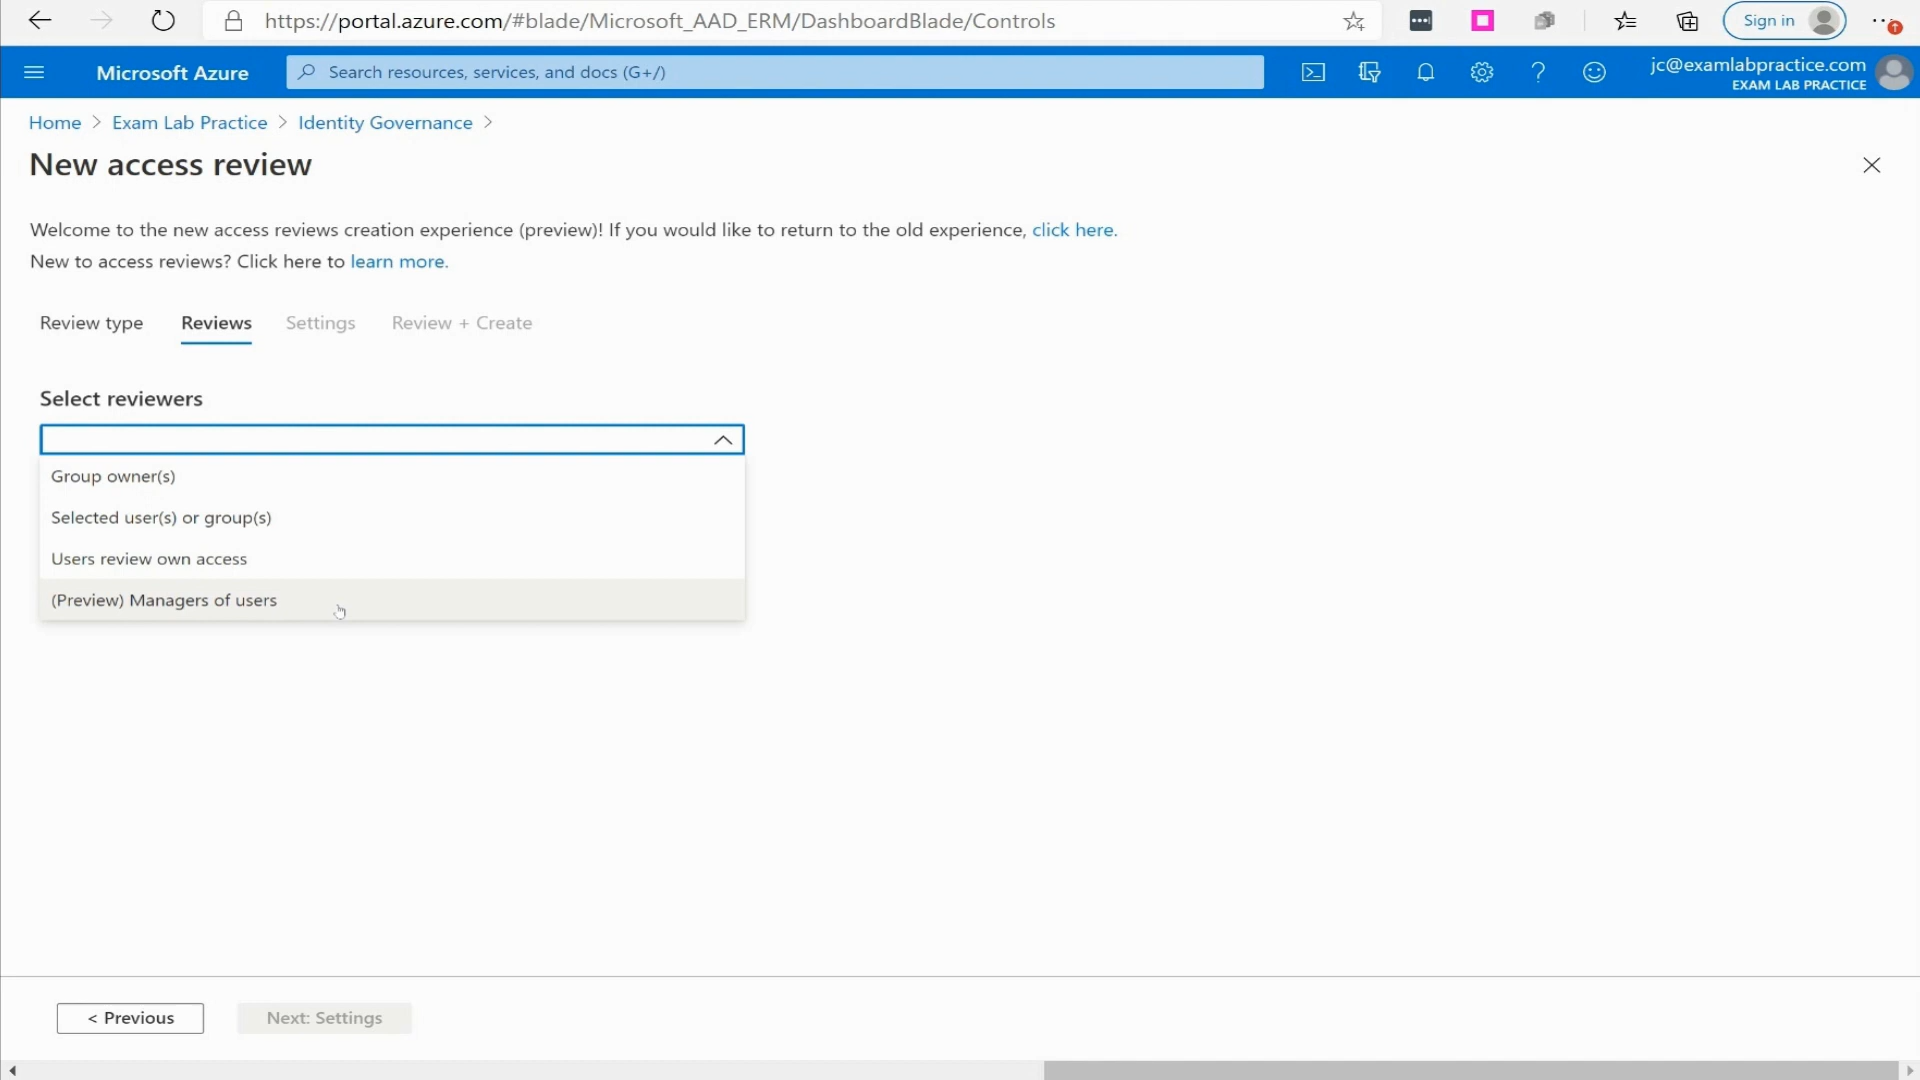 https://portal.azure.com/#blade/Microsoft_AAD_ERM/DashboardBlade/Controls
Sign in
Microsoft Azure
Search resources, services, and docs (G+/)
jc@examlabpractice.com
EXAM LAB PRACTICE
Home > Exam Lab Practice > Identity Governance >
New access review
Welcome to the new access reviews creation experience (preview)! If you would like to return to the old experience, click here.
New to access reviews? Click here to learn more.
Review type Reviews Settings Review + Create
Select reviewers
Group owner(s)
Selected user(s) or group(s)
Users review own access
(Preview) Managers of users
< Previous Next: Settings